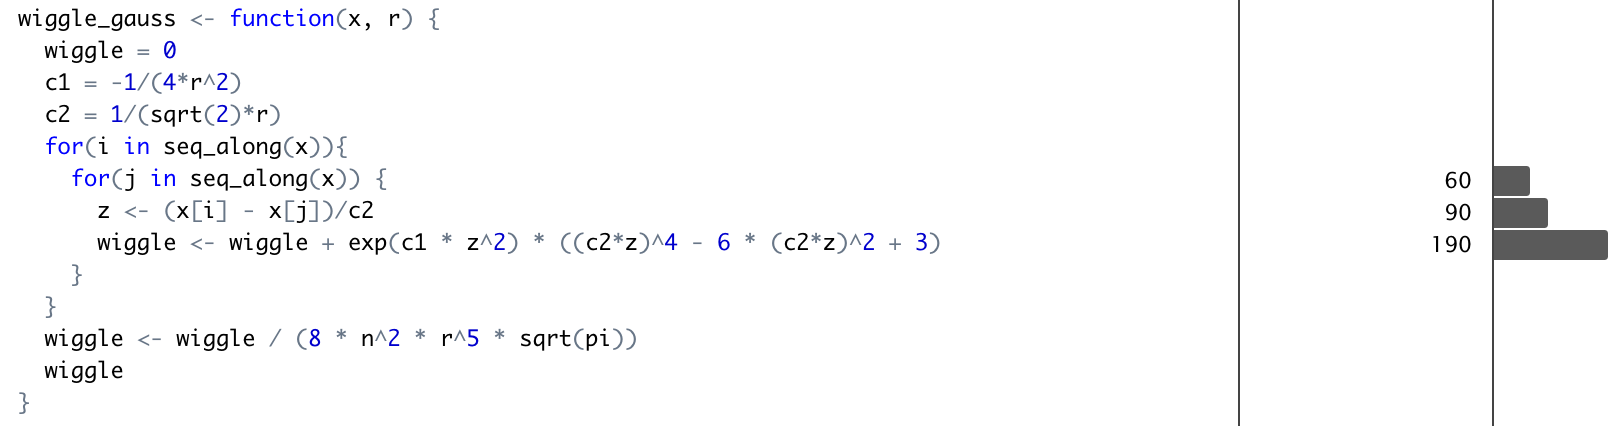 wiggle_gauss <- function(x, r) {
  wiggle = 0
  c1 = -1/(4*r^2)
  c2 = 1/(sqrt(2)*r)
  for(i in seq_along(x)){
    for(j in seq_along(x)) { 60
      z <- (x[i] - x[j])/c2 90
      wiggle <- wiggle + exp(c1 * z^2) * ((c2*z)^4 - 6 * (c2*z)^2 + 3) 190
    }
  }
  wiggle <- wiggle / (8 * n^2 * r^5 * sqrt(pi))
  wiggle
}